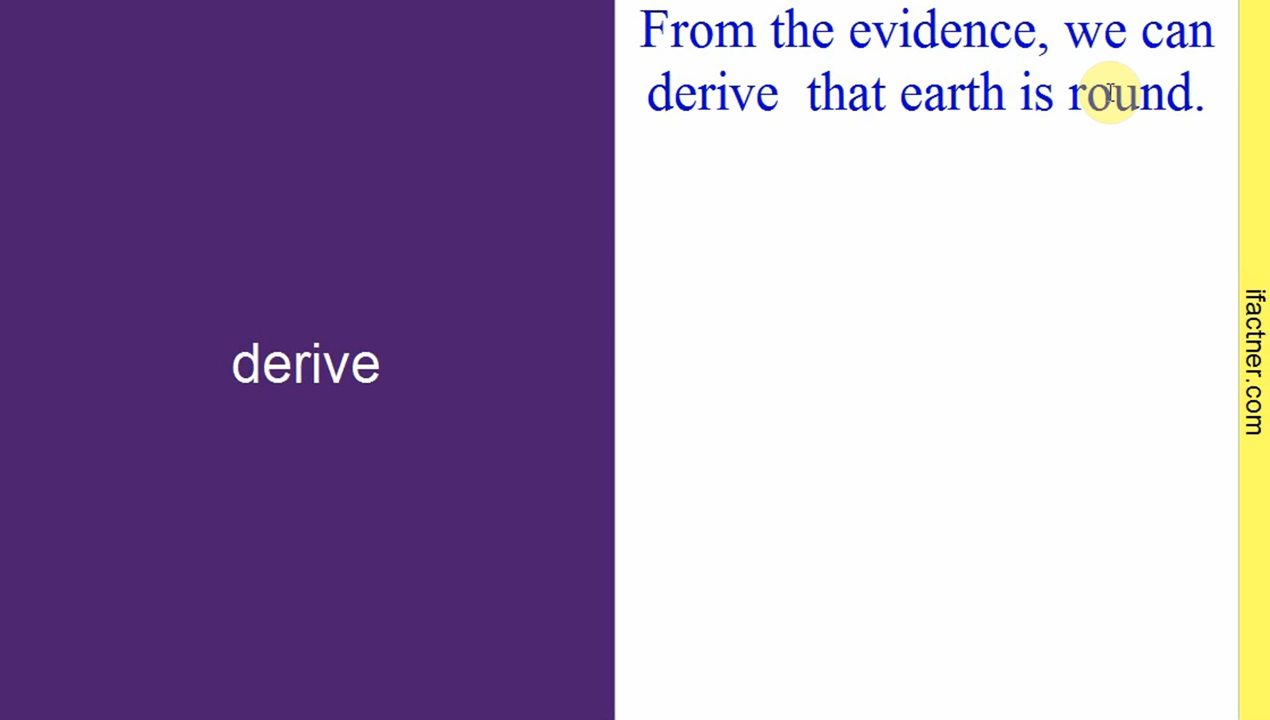 From the evidence, we can
derive  that earth is round.
derive
ifactner.com